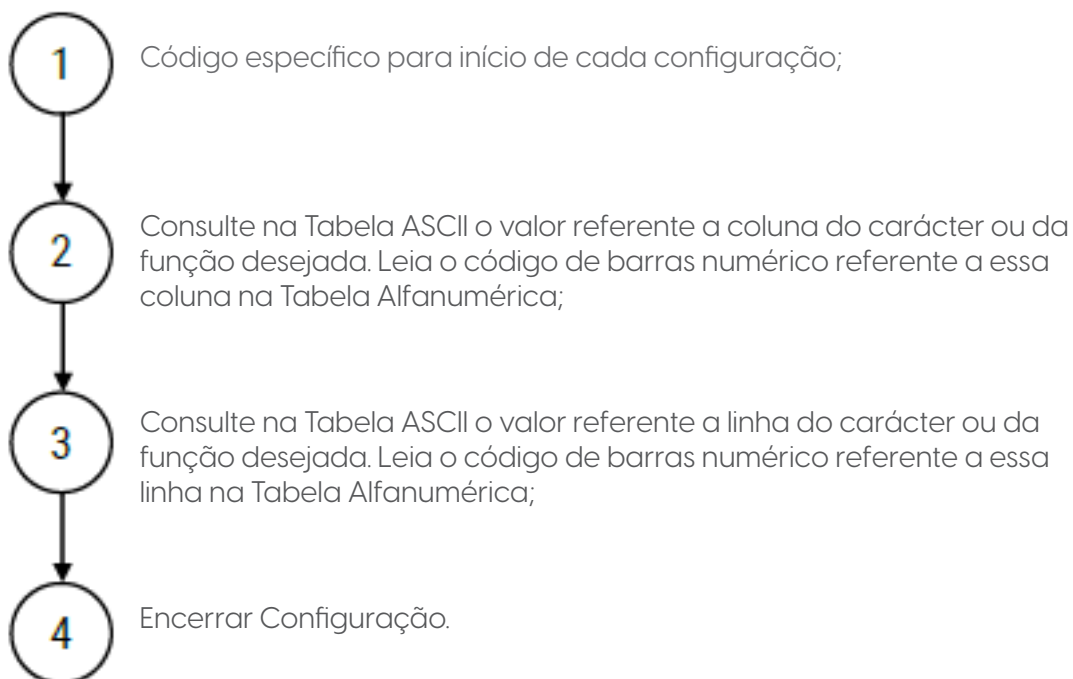 1
Código específico para início de cada configuração;
2
Consulte na Tabela ASCII o valor referente a coluna do carácter ou da
função desejada. Leia o código de barras numérico referente a essa
coluna na Tabela Alfanumérica;
3
Consulte na Tabela ASCII o valor referente a linha do carácter ou da
função desejada. Leia o código de barras numérico referente a essa
linha na Tabela Alfanumérica;
4
Encerrar Configuração.